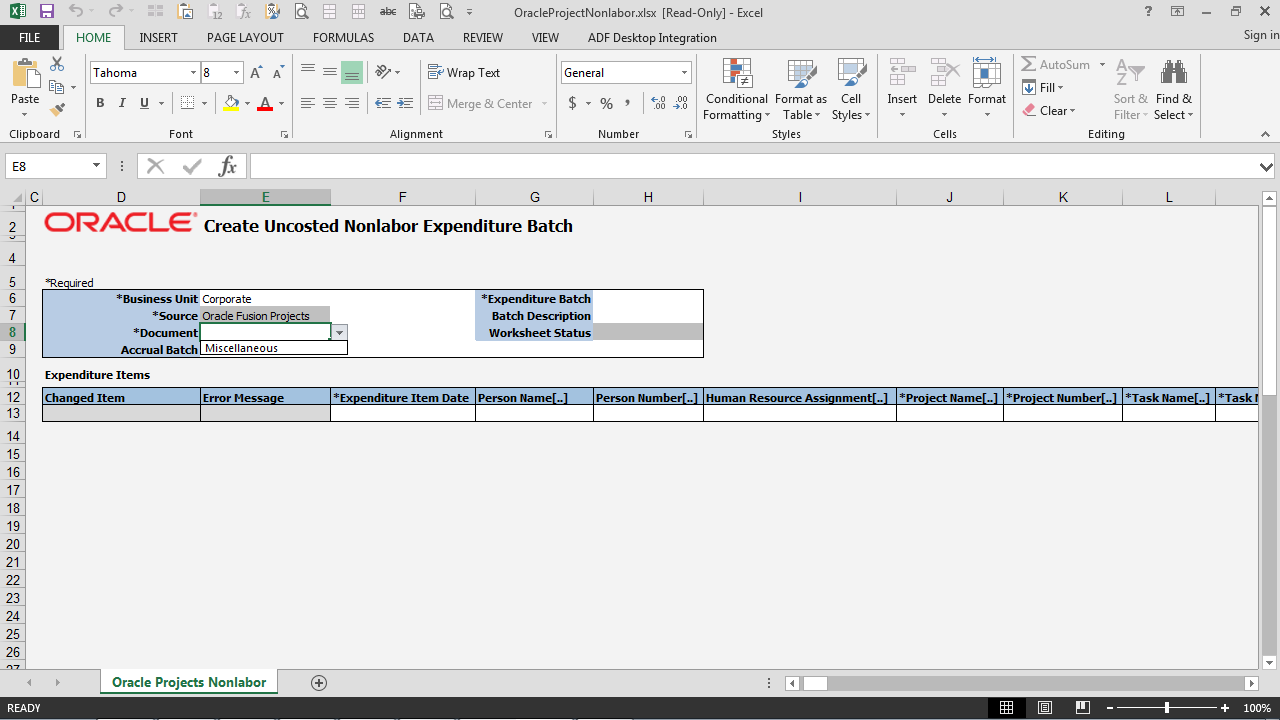 OracleProjectNonlabor.xlsx [Read-Only] - Excel
FILE HOME INSERT PAGE LAYOUT FORMULAS DATA REVIEW VIEW ADF Desktop Integration Sign in
Tahoma 8 Wrap Text General AutoSum
Paste B I U Merge & Center $ % Conditional Formatting Format as Table Cell Styles Insert Delete Format Fill Clear Sort & Filter Find & Select
Clipboard Font Alignment Number Styles Cells Editing
E8 fx
C D E F G H I J K L
2 ORACLE Create Uncosted Nonlabor Expenditure Batch
4
5 *Required
6 *Business Unit Corporate *Expenditure Batch
7 *Source Oracle Fusion Projects Batch Description
8 *Document Worksheet Status
9 Accrual Batch Miscellaneous
10 Expenditure Items
12 Changed Item Error Message *Expenditure Item Date Person Name[..] Person Number[..] Human Resource Assignment[..] *Project Name[..] *Project Number[..] *Task Name[..] *Task
13
14
15
16
17
18
19
20
21
22
23
24
25
26
27
Oracle Projects Nonlabor
READY 100%